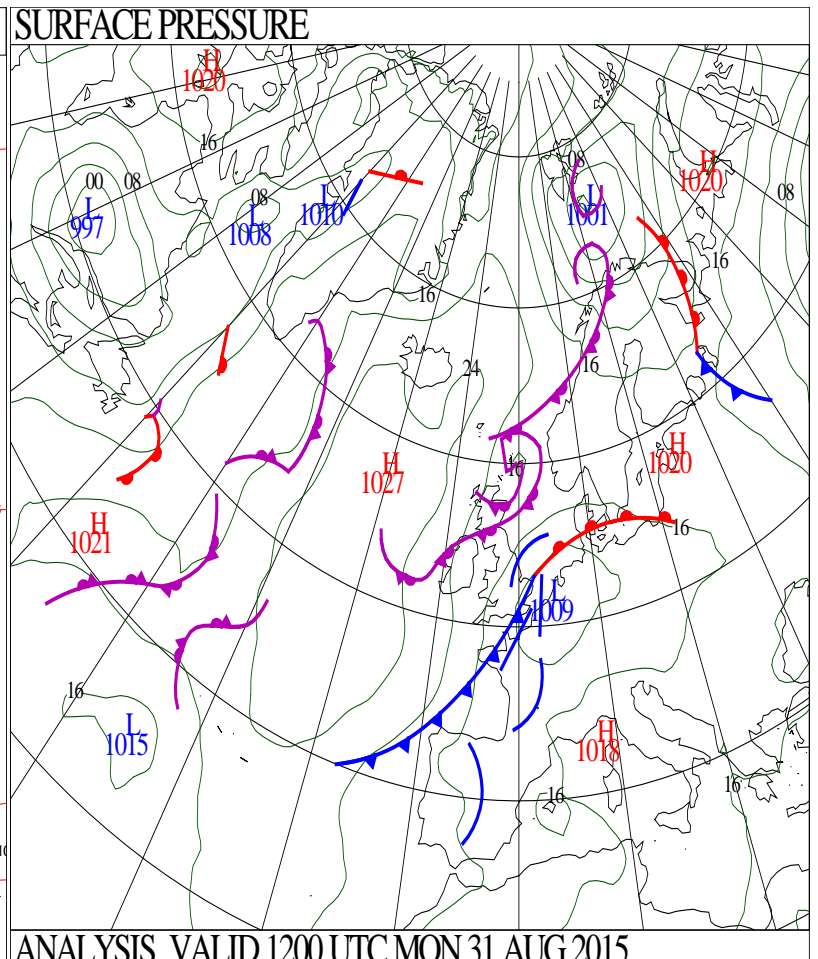 SURFACE PRESSURE
H
1020
16
08
H
1020
00 08
08
08
L
997
L
1008
L
1010
L
1001
16
16
24
16
H
1027
H
1020
16
H
1021
16
L
1009
16
L
1015
H
1018
16
16
ANALYSIS VALID 1200 UTC MON 31 AUG 2015